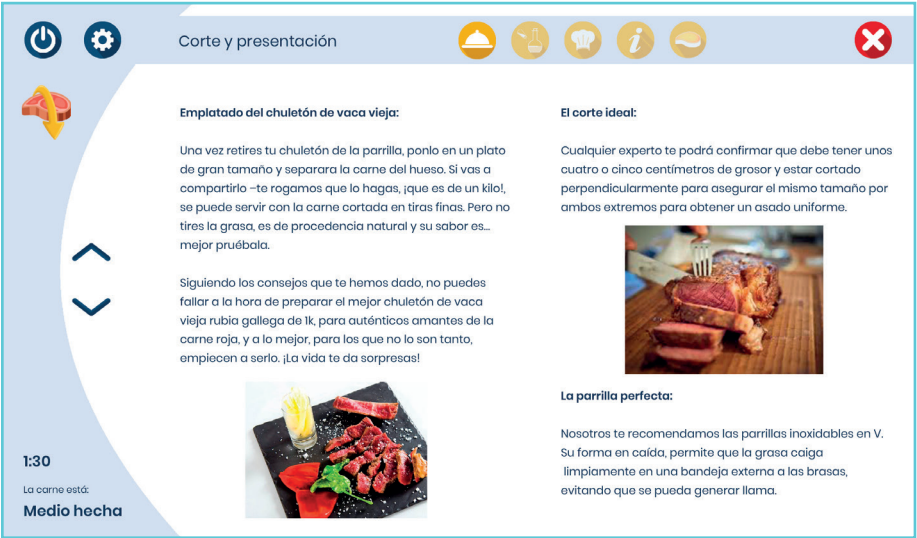 Corte y presentación
Emplatado del chuletón de vaca vieja:
Una vez retires tu chuletón de la parrilla, ponlo en un plato
de gran tamaño y separara la carne del hueso. Si vas a
compartirlo –te rogamos que lo hagas, ¡que es de un kilo!,
se puede servir con la carne cortada en tiras finas. Pero no
tires la grasa, es de procedencia natural y su sabor es...
mejor pruébala.
Siguiendo los consejos que te hemos dado, no puedes
fallar a la hora de preparar el mejor chuletón de vaca
vieja rubia gallega de 1k, para auténticos amantes de la
carne roja, y a lo mejor, para los que no lo son tanto,
empiecen a serlo. ¡La vida te da sorpresas!
El corte ideal:
Cualquier experto te podrá confirmar que debe tener unos
cuatro o cinco centímetros de grosor y estar cortado
perpendicularmente para asegurar el mismo tamaño por
ambos extremos para obtener un asado uniforme.
La parrilla perfecta:
Nosotros te recomendamos las parrillas inoxidables en V.
Su forma en caída, permite que la grasa caiga
limpiamente en una bandeja externa a las brasas,
evitando que se pueda generar llama.
1:30
La carne está:
Medio hecha